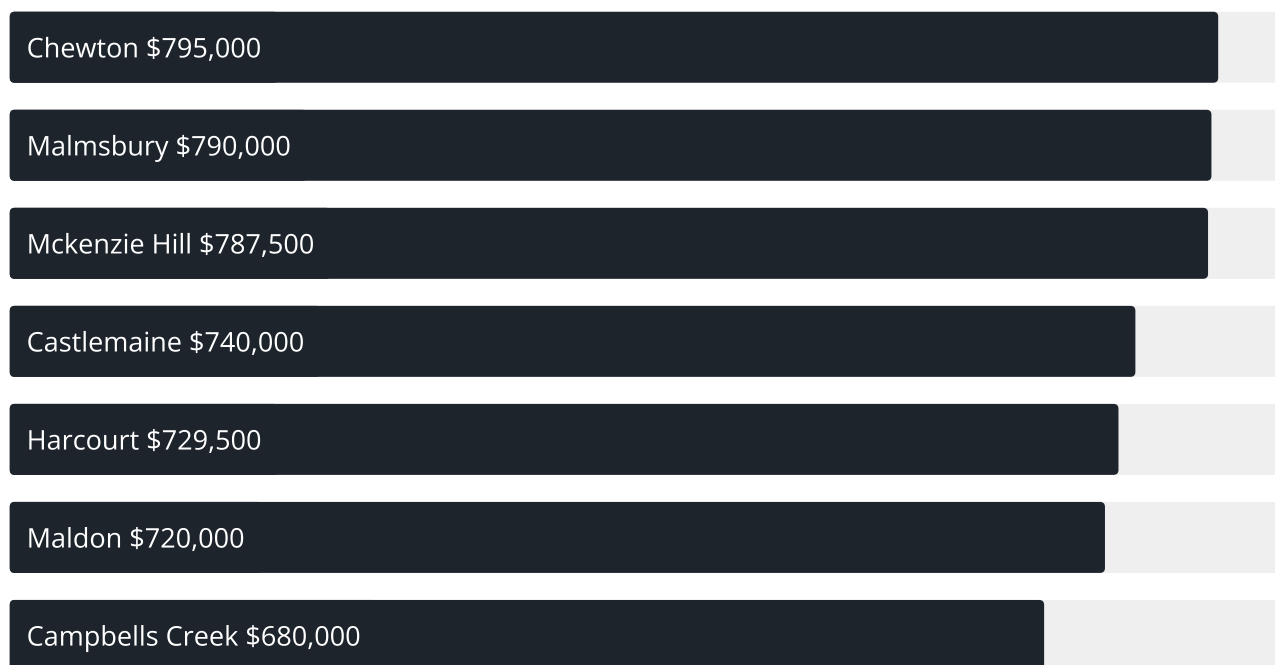 Chewton $795,000
Malmsbury $790,000
Mckenzie Hill $787,500
Castlemaine $740,000
Harcourt $729,500
Maldon $720,000
Campbells Creek $680,000